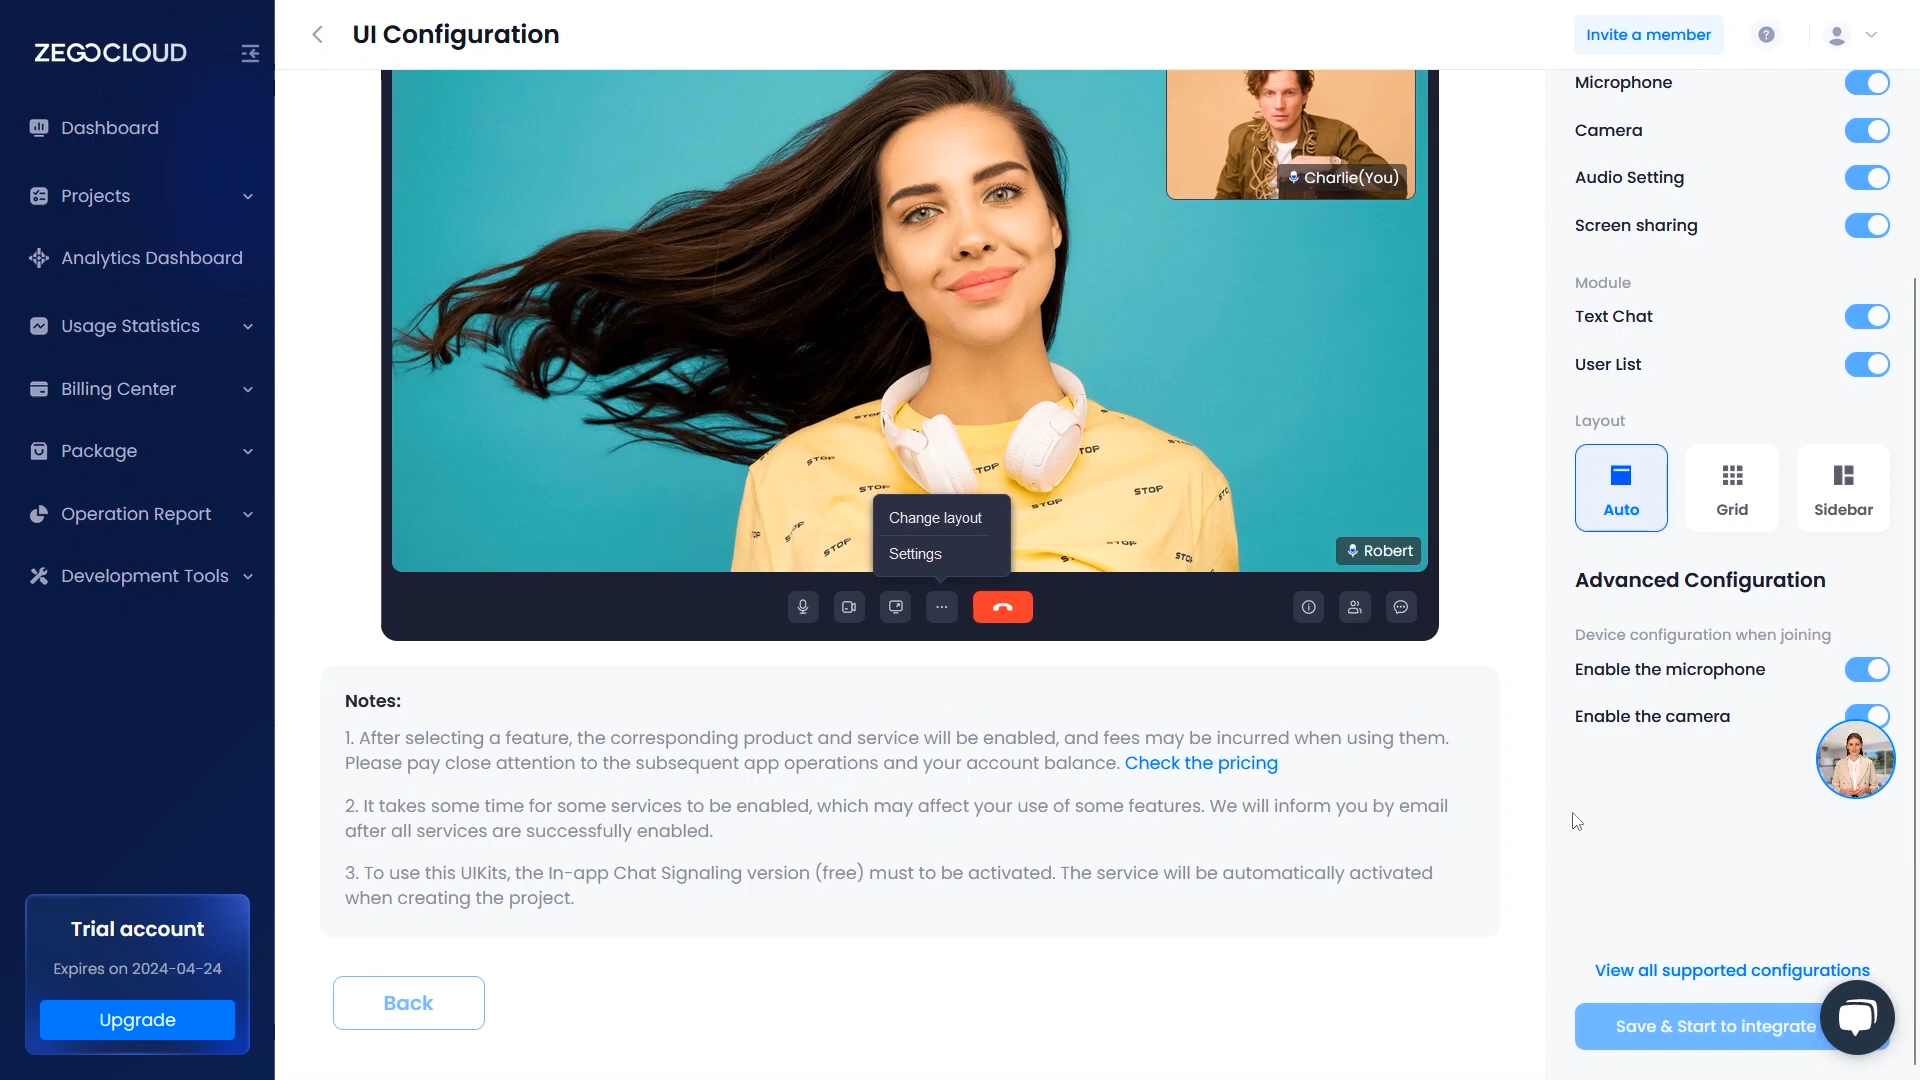 ZEGOCLOUD
Dashboard
Projects
Analytics Dashboard
Usage Statistics
Billing Center
Package
Operation Report
Development Tools
Trial account
Expires on 2024-04-24
Upgrade
UI Configuration
Invite a member
?
Charlie(You)
STOP
STOP
STOP
STOP
STOP
STOP
STOP
STOP
Robert
Change layout
Settings
Notes:
1. After selecting a feature, the corresponding product and service will be enabled, and fees may be incurred when using them.
Please pay close attention to the subsequent app operations and your account balance. Check the pricing
2. It takes some time for some services to be enabled, which may affect your use of some features. We will inform you by email
after all services are successfully enabled.
3. To use this UIKits, the In-app Chat Signaling version (free) must to be activated. The service will be automatically activated
when creating the project.
Back
Microphone
Camera
Audio Setting
Screen sharing
Module
Text Chat
User List
Layout
Auto
Grid
Sidebar
Advanced Configuration
Device configuration when joining
Enable the microphone
Enable the camera
View all supported configurations
Save & Start to integrate